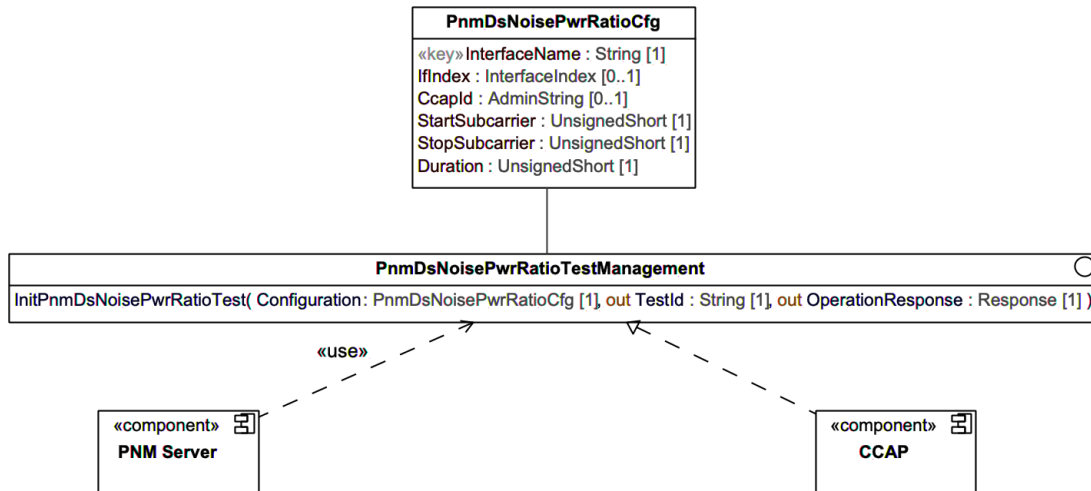 PnmDsNoisePwrRatioCfg
«key»InterfaceName : String [1]
IfIndex : InterfaceIndex [0..1]
CcapId : AdminString [0..1]
StartSubcarrier : UnsignedShort [1]
StopSubcarrier : UnsignedShort [1]
Duration : UnsignedShort [1]
PnmDsNoisePwrRatioTestManagement
InitPnmDsNoisePwrRatioTest( Configuration : PnmDsNoisePwrRatioCfg [1], out TestId : String [1], out OperationResponse : Response [1] )
«use»
«component»
PNM Server
«component»
CCAP